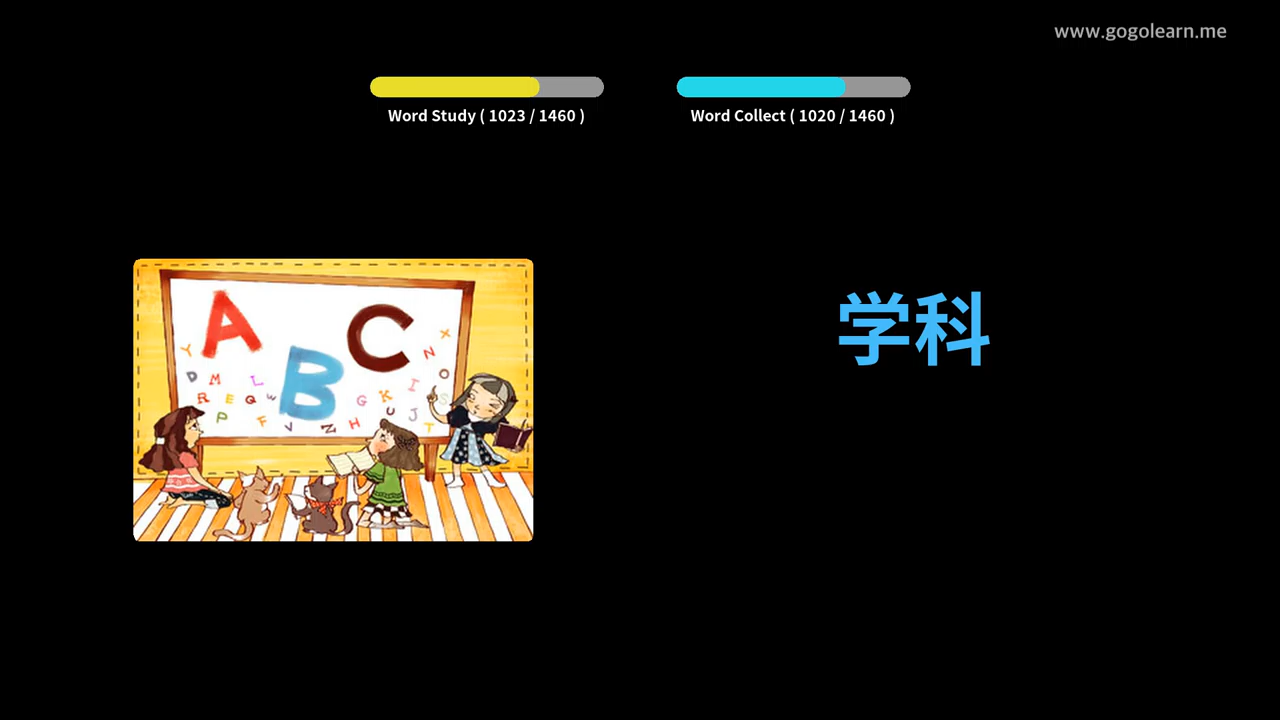 www.gogolearn.me
Word Study ( 1023 / 1460 )
Word Collect ( 1020 / 1460 )
学科
A B C
X
Y N
D M L I O
R E Q W G K S
P F U J
V Z H T